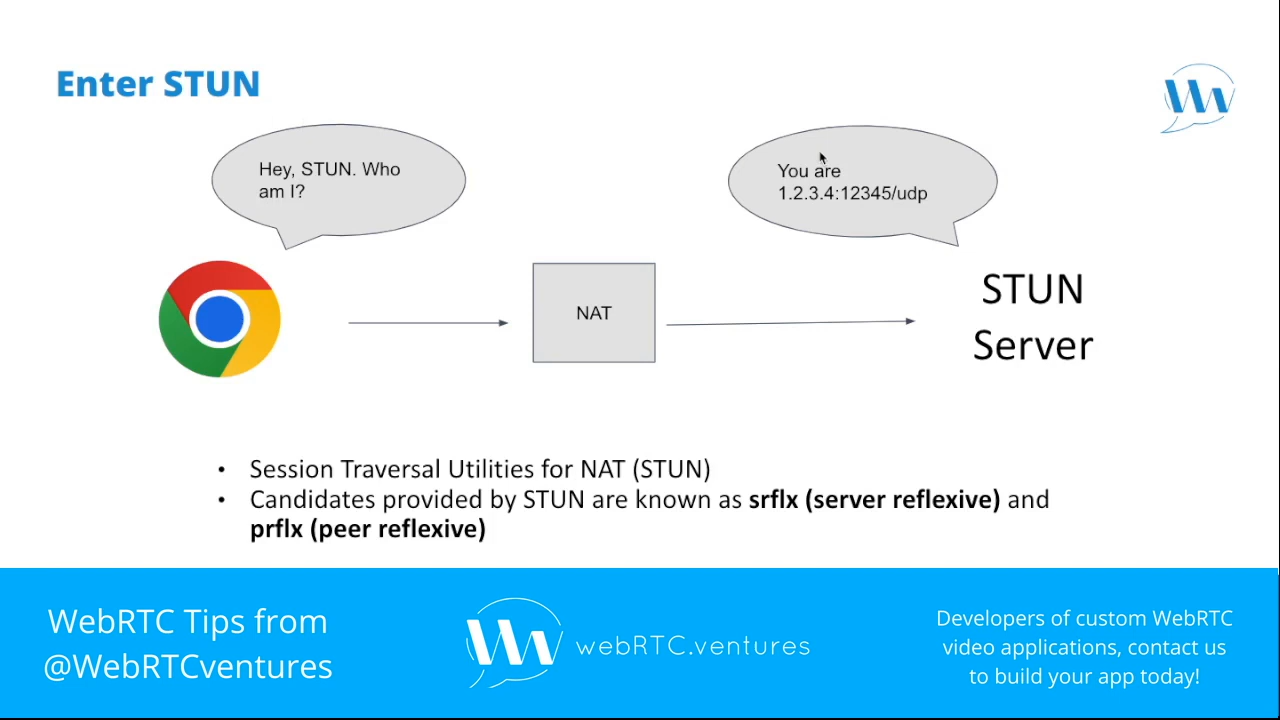 Enter STUN
Hey, STUN. Who
am I?
You are
1.2.3.4:12345/udp
NAT
STUN
Server
• Session Traversal Utilities for NAT (STUN)
• Candidates provided by STUN are known as srflx (server reflexive) and
prflx (peer reflexive)
WebRTC Tips from
@WebRTCventures
webRTC.ventures
Developers of custom WebRTC
video applications, contact us
to build your app today!